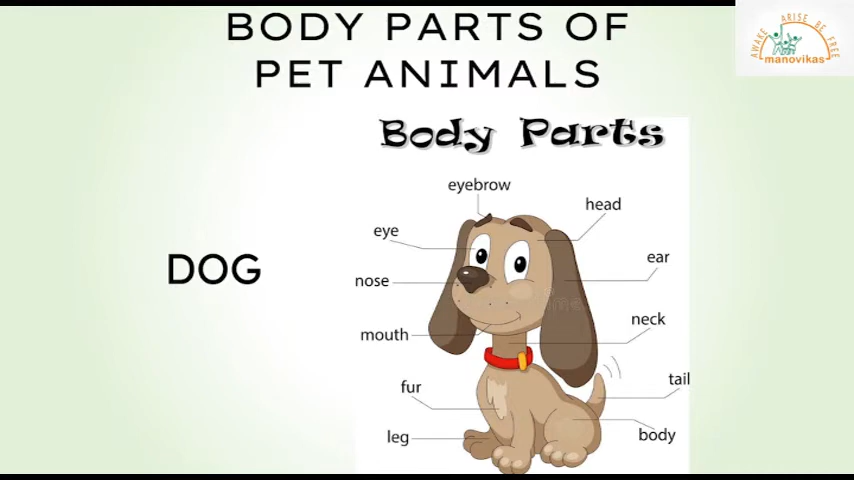 BODY PARTS OF
PET ANIMALS
AWAKE ARISE BE FREE
manovikas
Body Parts
eyebrow
head
eye
ear
DOG
nose
neck
mouth
tail
fur
body
leg